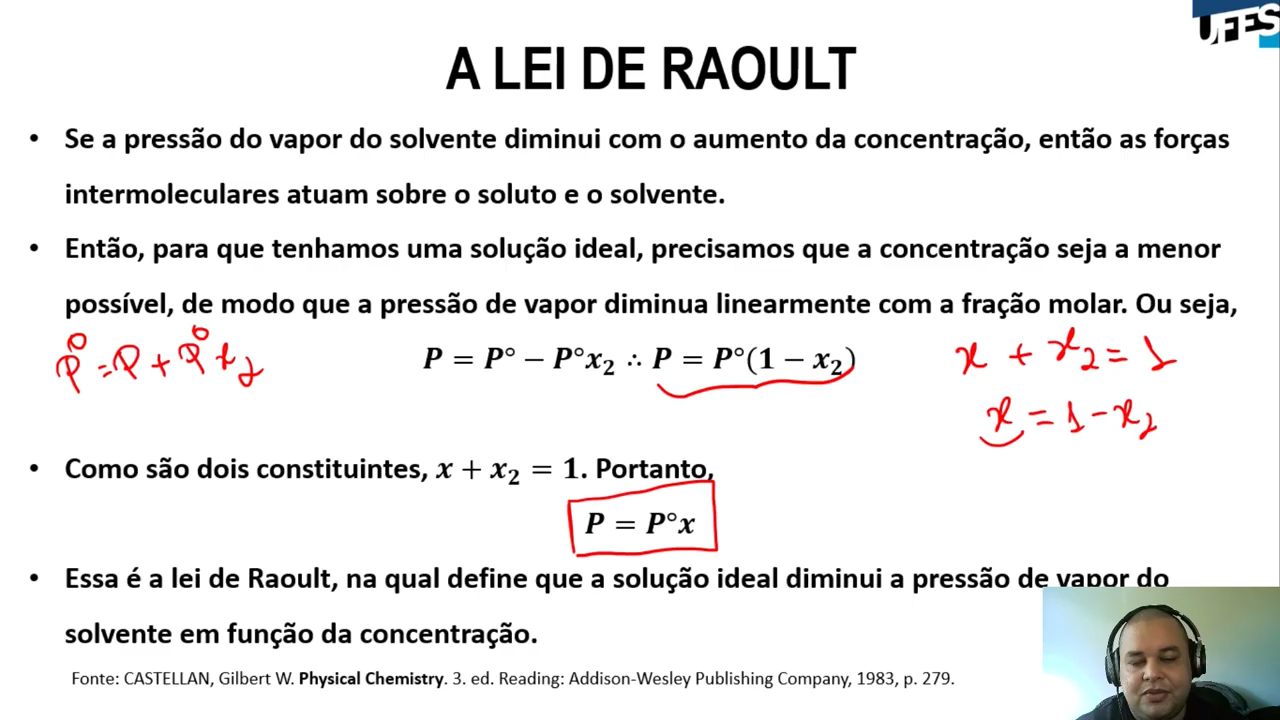 UFES
A LEI DE RAOULT
• Se a pressão do vapor do solvente diminui com o aumento da concentração, então as forças
intermoleculares atuam sobre o soluto e o solvente.
• Então, para que tenhamos uma solução ideal, precisamos que a concentração seja a menor
possível, de modo que a pressão de vapor diminua linearmente com a fração molar. Ou seja,
P° = P + P° x₂
P = P° − P°x₂ ∴ P = P°(1 − x₂)
x + x₂ = 1
x = 1 − x₂
• Como são dois constituintes, x + x₂ = 1. Portanto,
P = P°x
• Essa é a lei de Raoult, na qual define que a solução ideal diminui a pressão de vapor do
solvente em função da concentração.
Fonte: CASTELLAN, Gilbert W. Physical Chemistry. 3. ed. Reading: Addison-Wesley Publishing Company, 1983, p. 279.